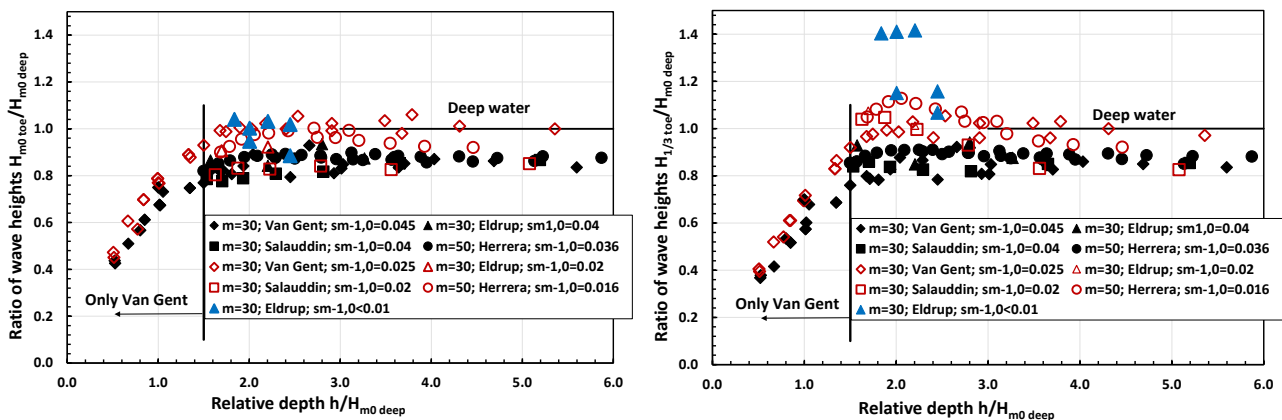 Ratio of wave heights Hm0 toe/Hm0 deep
1.4
1.2
1.0
0.8
0.6
0.4
0.2
0.0
Deep water
m=30; Van Gent; sm-1,0=0.045 m=30; Eldrup; sm1,0=0.04
m=30; Salauddin; sm-1,0=0.04 m=50; Herrera; sm-1,0=0.036
m=30; Van Gent; sm-1,0=0.025 m=30; Eldrup; sm-1,0=0.02
m=30; Salauddin; sm-1,0=0.02 m=50; Herrera; sm-1,0=0.016
m=30; Eldrup; sm-1,0<0.01
Only Van Gent
0.0 1.0 2.0 3.0 4.0 5.0 6.0
Relative depth h/Hm0 deep
Ratio of wave heights H1/3 toe/Hm0 deep
1.4
1.2
1.0
0.8
0.6
0.4
0.2
0.0
Deep water
m=30; Van Gent; sm-1,0=0.045 m=30; Eldrup; sm-1,0=0.04
m=30; Salauddin; sm-1,0=0.04 m=50; Herrera; sm-1,0=0.036
m=30; Van Gent; sm-1,0=0.025 m=30; Eldrup; sm-1,0=0.02
m=30; Salauddin; sm-1,0=0.02 m=50; Herrera; sm-1,0=0.016
m=30; Eldrup; sm-1,0<0.01
Only Van Gent
0.0 1.0 2.0 3.0 4.0 5.0 6.0
Relative depth h/Hm0 deep